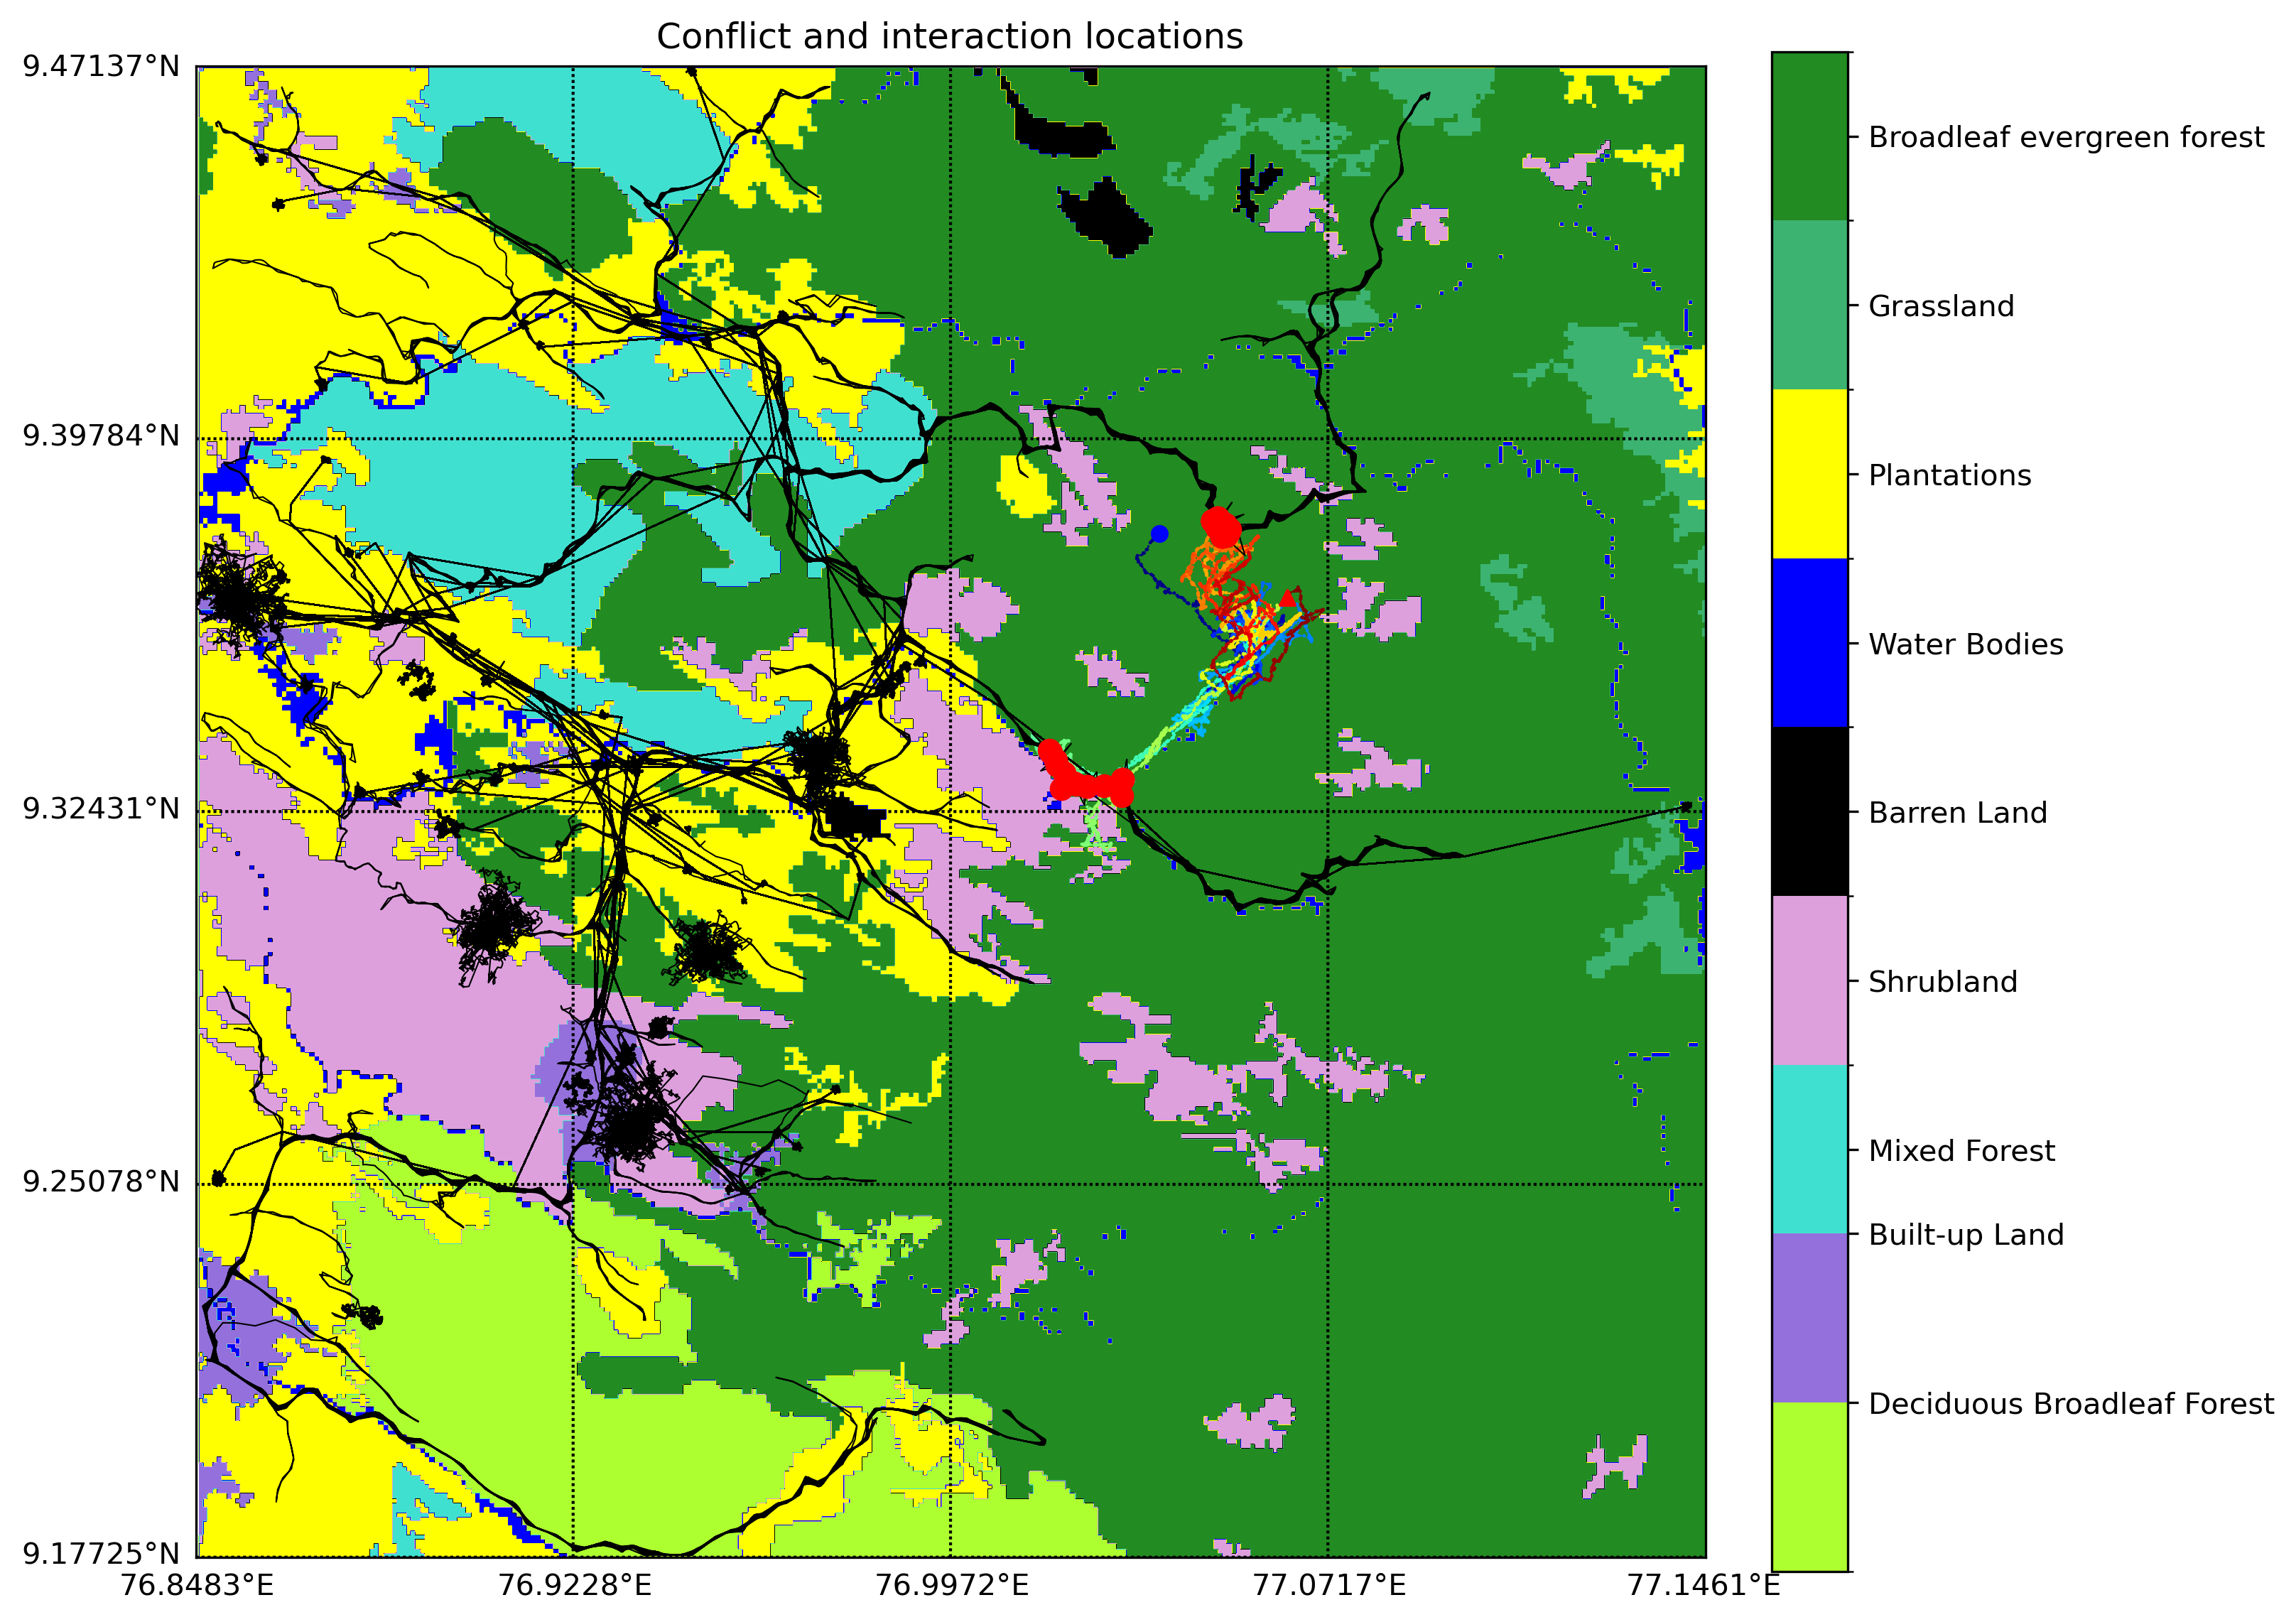 Conflict and interaction locations
9.47137°N
9.39784°N
9.32431°N
9.25078°N
9.17725°N
76.8483°E
76.9228°E
76.9972°E
77.0717°E
77.1461°E
Broadleaf evergreen forest
Grassland
Plantations
Water Bodies
Barren Land
Shrubland
Mixed Forest
Built-up Land
Deciduous Broadleaf Forest